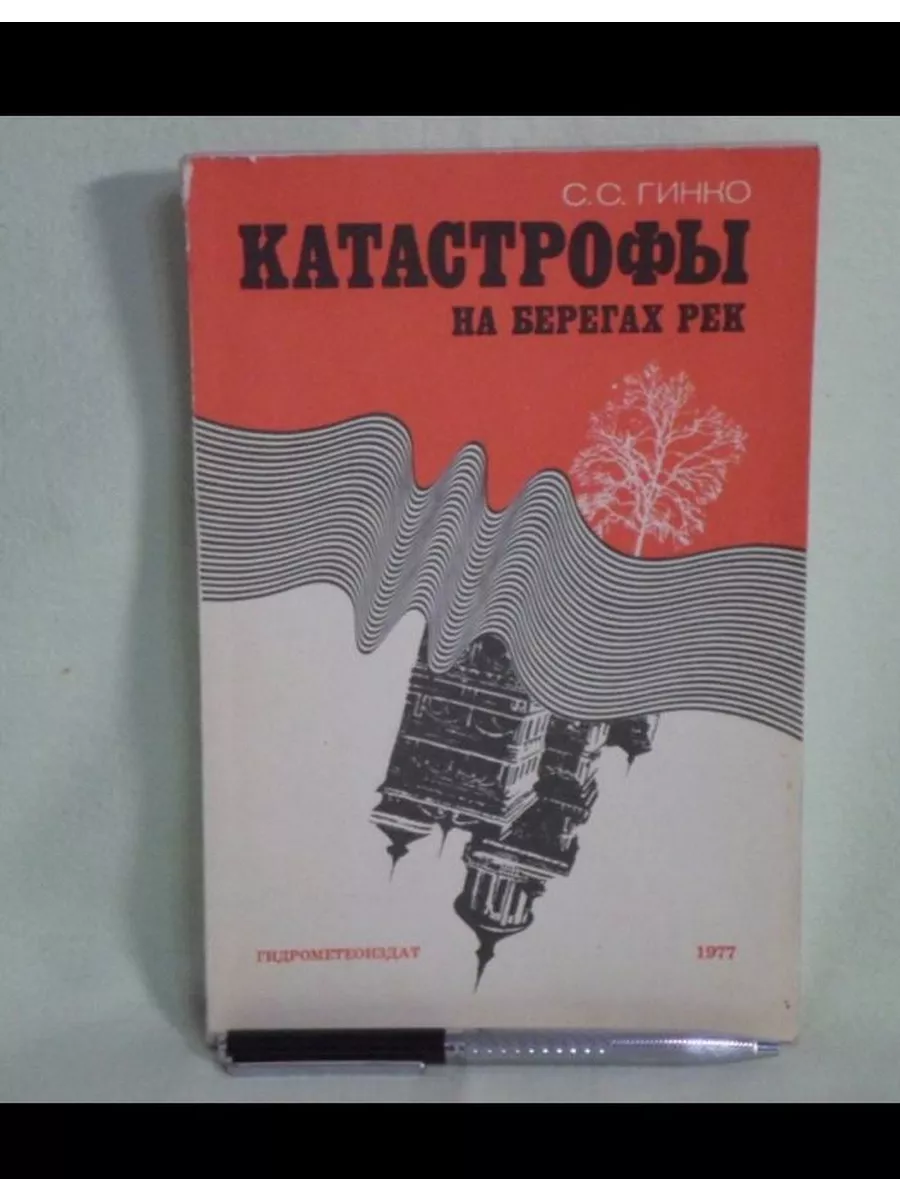 С. С. ГИНКО
КАТАСТРОФЫ
НА БЕРЕГАХ РЕК
ГИДРОМЕТЕОИЗДАТ
1977